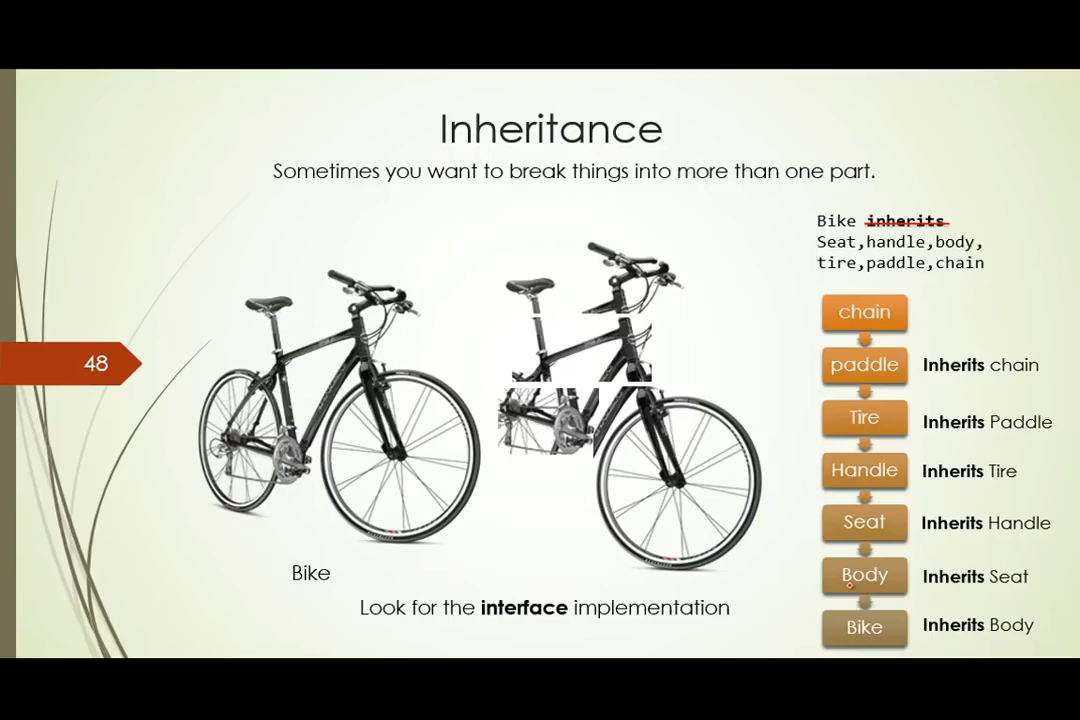 Inheritance
Sometimes you want to break things into more than one part.
Bike inherits
Seat,handle,body,
tire,paddle,chain
48
chain
paddle Inherits chain
Tire Inherits Paddle
Handle Inherits Tire
Seat Inherits Handle
Body Inherits Seat
Bike Inherits Body
Bike
Look for the interface implementation